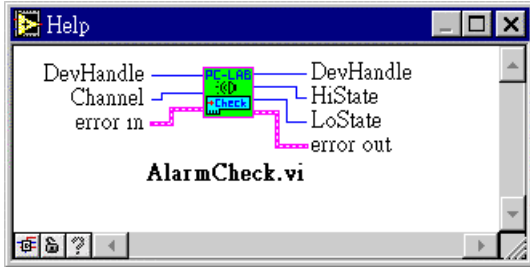 Help
DevHandle
Channel
error in
PC-LAB
Check
DevHandle
HiState
LoState
error out
AlarmCheck.vi
?